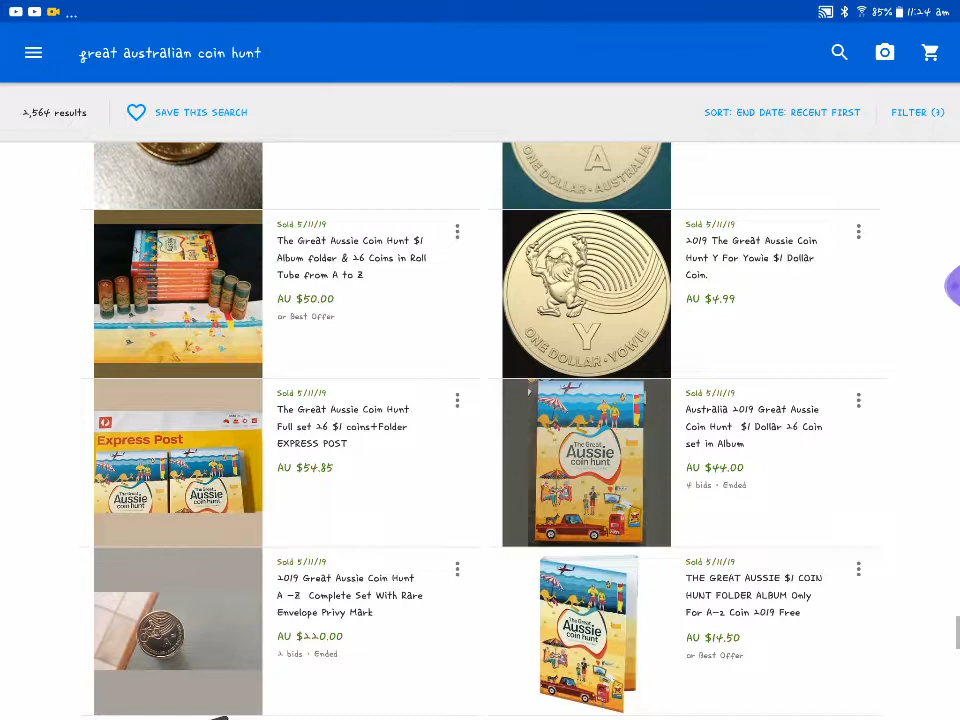 ...
85% 11:24 am
great australian coin hunt
2,564 results
SAVE THIS SEARCH
SORT: END DATE: RECENT FIRST
FILTER (3)
A
ONE DOLLAR · AUSTRALIA
Sold 5/11/19
The Great Aussie Coin Hunt $1
Album folder & 26 Coins in Roll
Tube from A to Z
AU $50.00
or Best Offer
Y
ONE DOLLAR · YOWIE
Sold 5/11/19
2019 The Great Aussie Coin
Hunt Y For Yowie $1 Dollar
Coin.
AU $4.99
Express Post
The Great
Aussie
coin hunt
The Great
Aussie
coin hunt
Sold 5/11/19
The Great Aussie Coin Hunt
Full set 26 $1 coins+Folder
EXPRESS POST
AU $54.85
The Great
Aussie
coin hunt
Sold 5/11/19
Australia 2019 Great Aussie
Coin Hunt $1 Dollar 26 Coin
set in Album
AU $44.00
4 bids · Ended
Sold 5/11/19
2019 Great Aussie Coin Hunt
A -Z Complete Set With Rare
Envelope Privy Mark
AU $220.00
2 bids · Ended
The Great
Aussie
coin hunt
Sold 5/11/19
THE GREAT AUSSIE $1 COIN
HUNT FOLDER ALBUM Only
For A-z Coin 2019 Free
AU $14.50
or Best Offer